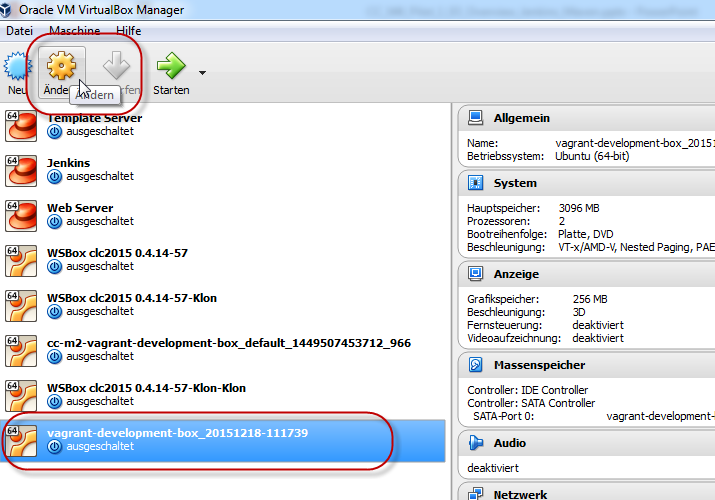 Oracle VM VirtualBox Manager
Datei Maschine Hilfe
Neu Ändern Starten
Ändern
64 Template Server
ausgeschaltet
64 Jenkins
ausgeschaltet
64 Web Server
ausgeschaltet
64 WSBox clc2015 0.4.14-57
ausgeschaltet
64 WSBox clc2015 0.4.14-57-Klon
ausgeschaltet
64 cc-m2-vagrant-development-box_default_1449507453712_966
ausgeschaltet
64 WSBox clc2015 0.4.14-57-Klon-Klon
ausgeschaltet
64 vagrant-development-box_20151218-111739
ausgeschaltet
Allgemein
Name: vagrant-development-box_2015
Betriebssystem: Ubuntu (64-bit)
System
Hauptspeicher: 3096 MB
Prozessoren: 2
Bootreihenfolge: Platte, DVD
Beschleunigung: VT-x/AMD-V, Nested Paging, PAE
Anzeige
Grafikspeicher: 256 MB
Beschleunigung: 3D
Fernsteuerung: deaktiviert
Videoaufzeichnung: deaktiviert
Massenspeicher
Controller: IDE Controller
Controller: SATA Controller
SATA-Port 0: vagrant-development-b
Audio
deaktiviert
Netzwerk